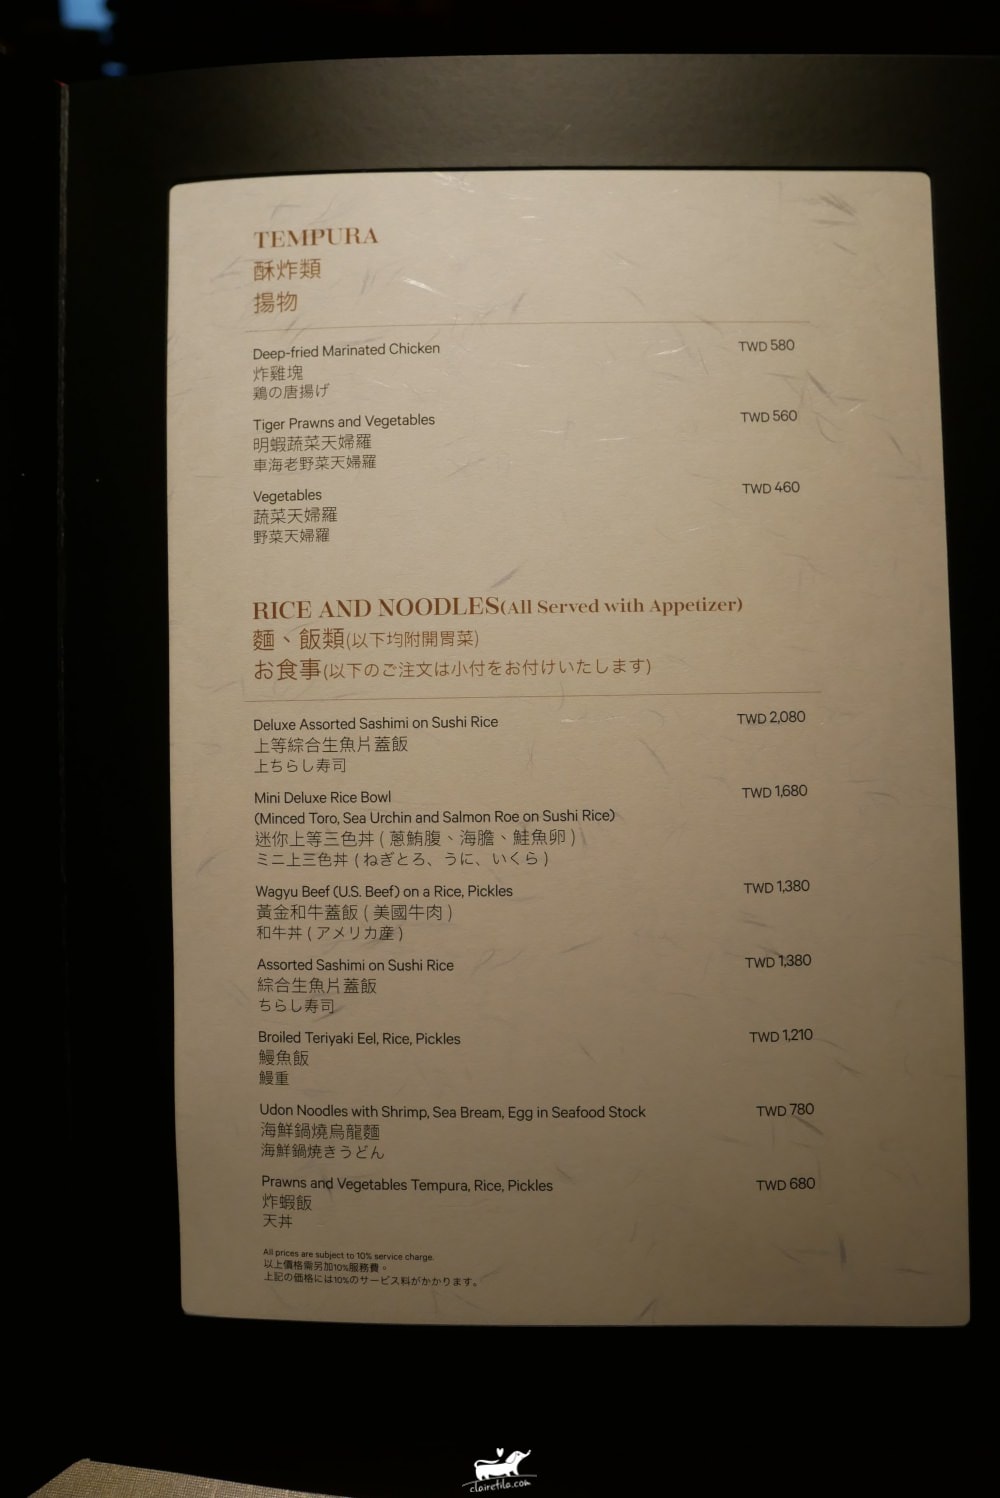 TEMPURA
酥炸類
揚物
Deep-fried Marinated Chicken TWD 580
炸雞塊
鶏の唐揚げ
Tiger Prawns and Vegetables TWD 560
明蝦蔬菜天婦羅
車海老野菜天婦羅
Vegetables TWD 460
蔬菜天婦羅
野菜天婦羅
RICE AND NOODLES(All Served with Appetizer)
麵、飯類(以下均附開胃菜)
お食事(以下のご注文は小付をお付けいたします)
Deluxe Assorted Sashimi on Sushi Rice TWD 2,080
上等綜合生魚片蓋飯
上ちらし寿司
Mini Deluxe Rice Bowl TWD 1,680
(Minced Toro, Sea Urchin and Salmon Roe on Sushi Rice)
迷你上等三色丼 ( 蔥鮪腹、海膽、鮭魚卵 )
ミニ上三色丼 ( ねぎとろ、うに、いくら )
Wagyu Beef (U.S. Beef) on a Rice, Pickles TWD 1,380
黃金和牛蓋飯 ( 美國牛肉 )
和牛丼 ( アメリカ産 )
Assorted Sashimi on Sushi Rice TWD 1,380
綜合生魚片蓋飯
ちらし寿司
Broiled Teriyaki Eel, Rice, Pickles TWD 1,210
鰻魚飯
鰻重
Udon Noodles with Shrimp, Sea Bream, Egg in Seafood Stock TWD 780
海鮮鍋燒烏龍麵
海鮮鍋焼きうどん
Prawns and Vegetables Tempura, Rice, Pickles TWD 680
炸蝦飯
天丼
All prices are subject to 10% service charge.
以上價格需另加10%服務費。
上記の価格には10%のサービス料がかかります。
clairefila.com